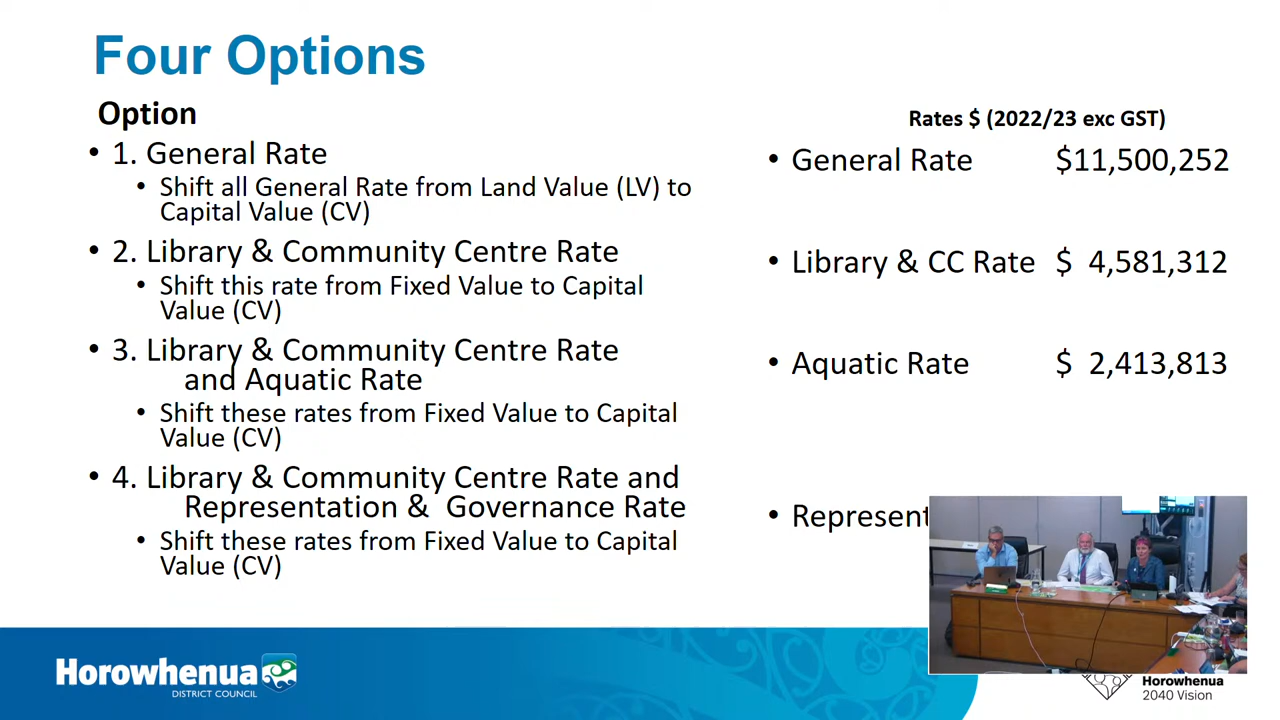 Four Options
Option
Rates $ (2022/23 exc GST)
• 1. General Rate
• General Rate $11,500,252
• Shift all General Rate from Land Value (LV) to
Capital Value (CV)
• 2. Library & Community Centre Rate
• Library & CC Rate $ 4,581,312
• Shift this rate from Fixed Value to Capital
Value (CV)
• 3. Library & Community Centre Rate
and Aquatic Rate
• Aquatic Rate $ 2,413,813
• Shift these rates from Fixed Value to Capital
Value (CV)
• 4. Library & Community Centre Rate and
Representation & Governance Rate
• Represent
• Shift these rates from Fixed Value to Capital
Value (CV)
Horowhenua
DISTRICT COUNCIL
Horowhenua
2040 Vision